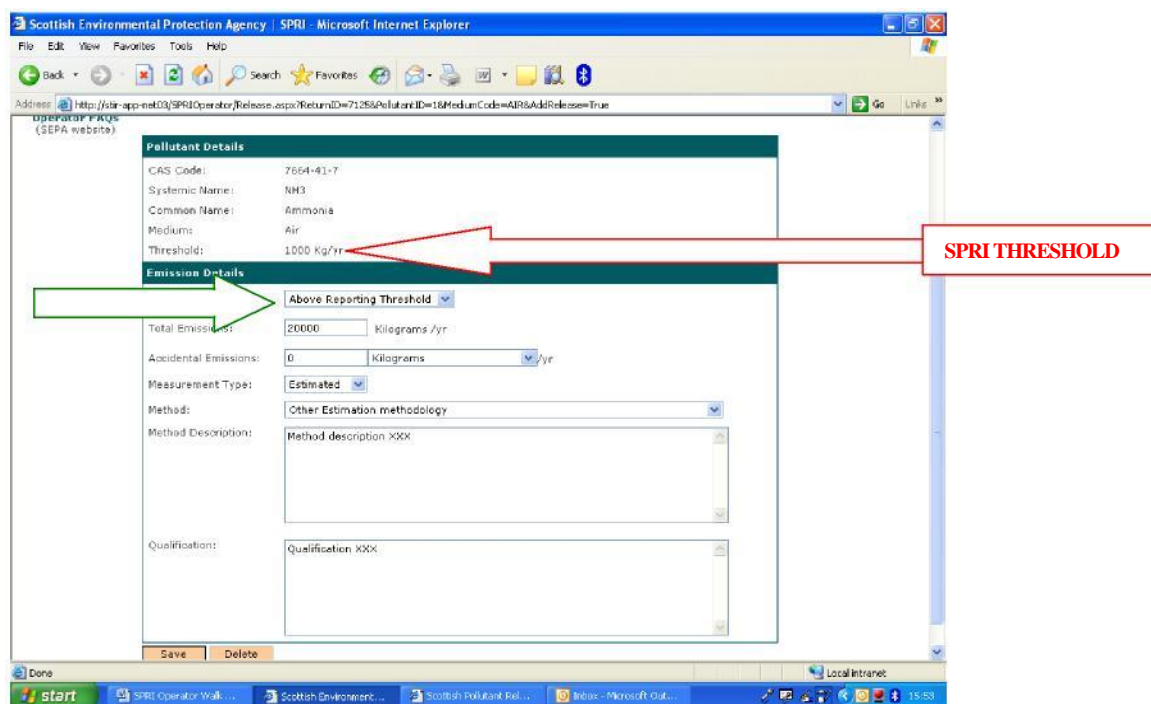 Scottish Environmental Protection Agency | SPRI - Microsoft Internet Explorer
File Edit View Favorites Tools Help
Back Search Favorites
Address http://stir-app-net03/SPRIOperator/Release.aspx?ReturnID=7125&PollutantID=1&MediumCode=AIR&AddRelease=True Go Links »
Operator FAQs
(SEPA website)
Pollutant Details
CAS Code: 7664-41-7
Systemic Name: NH3
Common Name: Ammonia
Medium: Air
Threshold: 1000 Kg/yr
SPRI THRESHOLD
Emission Details
Above Reporting Threshold
Total Emissions: 20000 Kilograms /yr
Accidental Emissions: 0 Kilograms /yr
Measurement Type: Estimated
Method: Other Estimation methodology
Method Description: Method description XXX
Qualification: Qualification XXX
Save Delete
Done Local intranet
start SPRI Operator Walk... Scottish Environment... Scottish Pollutant Rel... Inbox - Microsoft Out... 15:53